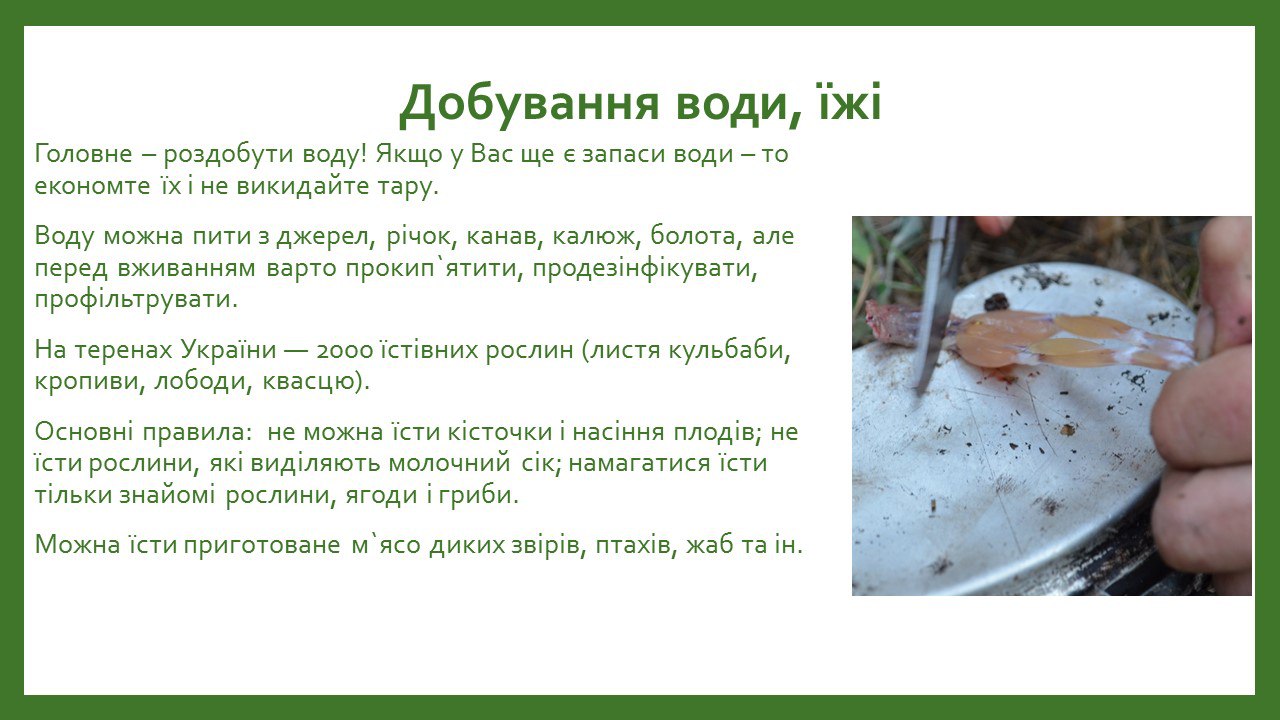 Добування води, їжі
Головне – роздобути воду! Якщо у Вас ще є запаси води – то
економте їх і не викидайте тару.
Воду можна пити з джерел, річок, канав, калюж, болота, але
перед вживанням варто прокип`ятити, продезінфікувати,
профільтрувати.
На теренах України — 2000 їстівних рослин (листя кульбаби,
кропиви, лободи, квасцю).
Основні правила:  не можна їсти кісточки і насіння плодів; не
їсти рослини, які виділяють молочний сік; намагатися їсти
тільки знайомі рослини, ягоди і гриби.
Можна їсти приготоване м`ясо диких звірів, птахів, жаб та ін.